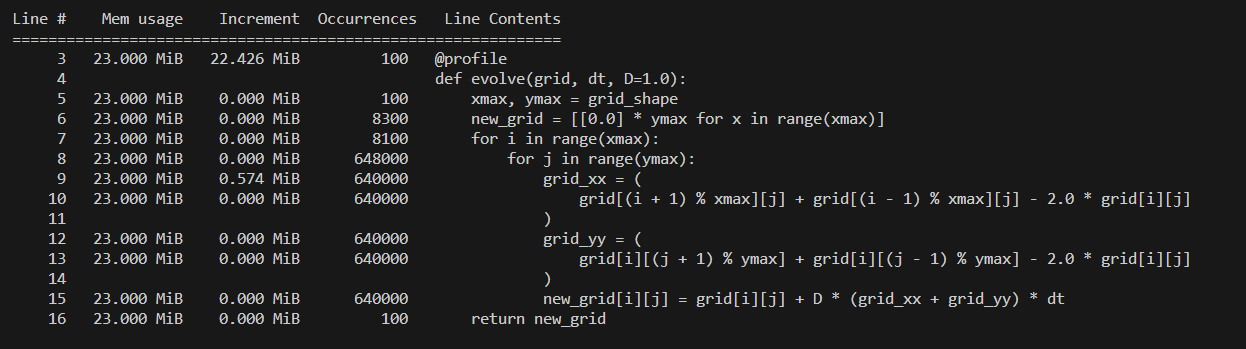 Line #    Mem usage    Increment  Occurrences   Line Contents
=============================================================
     3   23.000 MiB   22.426 MiB         100   @profile
     4                                         def evolve(grid, dt, D=1.0):
     5   23.000 MiB    0.000 MiB         100       xmax, ymax = grid_shape
     6   23.000 MiB    0.000 MiB        8300       new_grid = [[0.0] * ymax for x in range(xmax)]
     7   23.000 MiB    0.000 MiB        8100       for i in range(xmax):
     8   23.000 MiB    0.000 MiB      648000           for j in range(ymax):
     9   23.000 MiB    0.574 MiB      640000               grid_xx = (
    10   23.000 MiB    0.000 MiB      640000                   grid[(i + 1) % xmax][j] + grid[(i - 1) % xmax][j] - 2.0 * grid[i][j]
    11                                                     )
    12   23.000 MiB    0.000 MiB      640000               grid_yy = (
    13   23.000 MiB    0.000 MiB      640000                   grid[i][(j + 1) % ymax] + grid[i][(j - 1) % ymax] - 2.0 * grid[i][j]
    14                                                     )
    15   23.000 MiB    0.000 MiB      640000               new_grid[i][j] = grid[i][j] + D * (grid_xx + grid_yy) * dt
    16   23.000 MiB    0.000 MiB         100       return new_grid